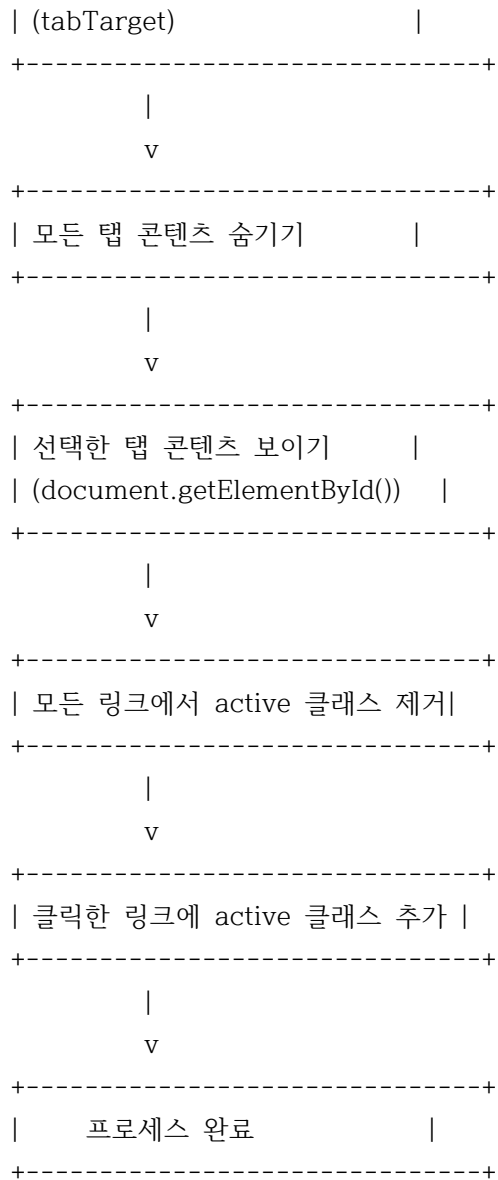 | (tabTarget)                      |
+-------------------------------+
|
v
+-------------------------------+
| 모든 탭 콘텐츠 숨기기          |
+-------------------------------+
|
v
+-------------------------------+
| 선택한 탭 콘텐츠 보이기        |
| (document.getElementById())   |
+-------------------------------+
|
v
+-------------------------------+
| 모든 링크에서 active 클래스 제거|
+-------------------------------+
|
v
+-------------------------------+
| 클릭한 링크에 active 클래스 추가 |
+-------------------------------+
|
v
+-------------------------------+
|     프로세스 완료              |
+-------------------------------+